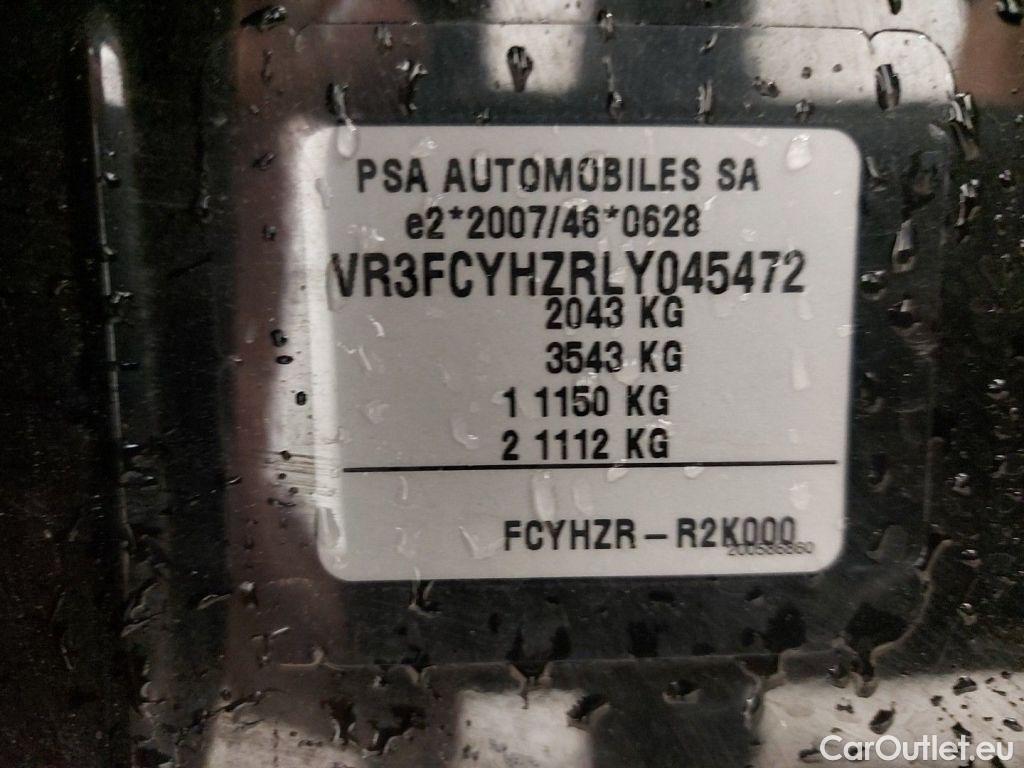 PSA AUTOMOBILES SA
e2*2007/46*0628
VR3FCYHZRLY045472
2043 KG
3543 KG
1 1150 KG
2 1112 KG
FCYHZR – R2K000
200586860
CarOutlet.eu